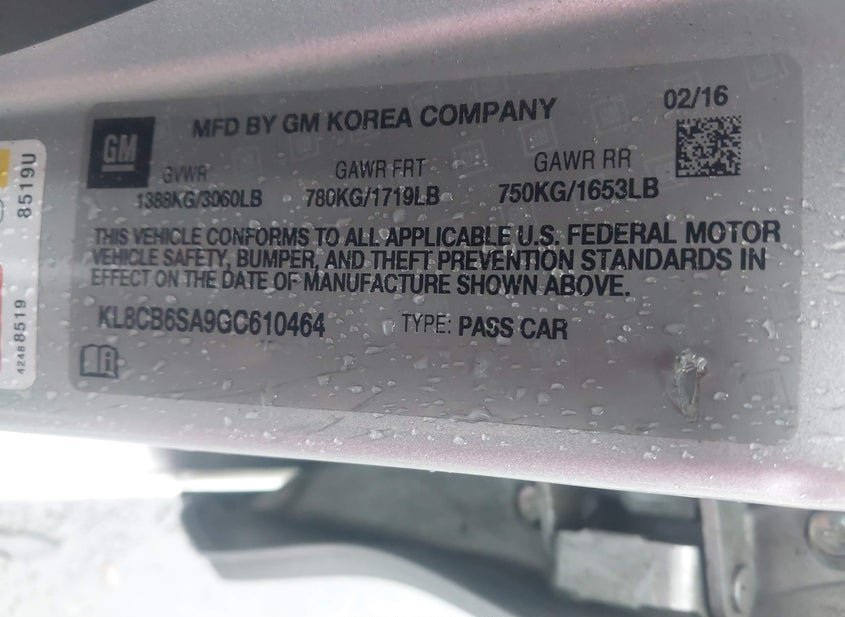 MFD BY GM KOREA COMPANY
02/16
GM
GVWR GAWR FRT GAWR RR
1388KG/3060LB 780KG/1719LB 750KG/1653LB
THIS VEHICLE CONFORMS TO ALL APPLICABLE U.S. FEDERAL MOTOR
VEHICLE SAFETY, BUMPER, AND THEFT PREVENTION STANDARDS IN
EFFECT ON THE DATE OF MANUFACTURE SHOWN ABOVE.
KL8CB6SA9GC610464 TYPE: PASS CAR
8519U
42488519